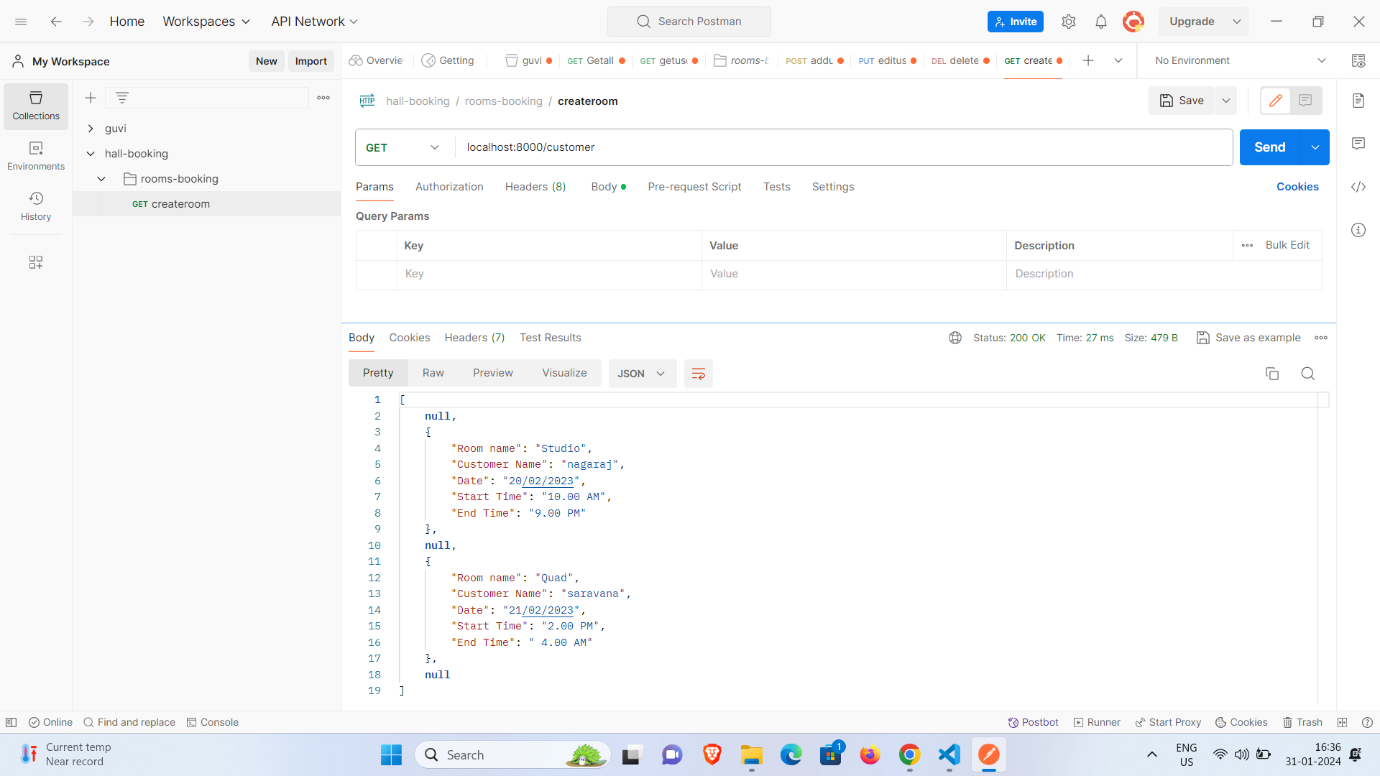 Home Workspaces API Network Search Postman Invite Upgrade
My Workspace New Import Overvie Getting guvi GET Getall GET getuse rooms-b POST addu PUT editus DEL delete GET create No Environment
Collections
Environments
History
guvi
hall-booking
rooms-booking
GET createroom
HTTP hall-booking / rooms-booking / createroom Save
GET localhost:8000/customer Send
Params Authorization Headers (8) Body Pre-request Script Tests Settings Cookies
Query Params
Key Value Description Bulk Edit
Key Value Description
Body Cookies Headers (7) Test Results Status: 200 OK Time: 27 ms Size: 479 B Save as example
Pretty Raw Preview Visualize JSON
1 [
2 null,
3 {
4 "Room name": "Studio",
5 "Customer Name": "nagaraj",
6 "Date": "20/02/2023",
7 "Start Time": "10.00 AM",
8 "End Time": "9.00 PM"
9 },
10 null,
11 {
12 "Room name": "Quad",
13 "Customer Name": "saravana",
14 "Date": "21/02/2023",
15 "Start Time": "2.00 PM",
16 "End Time": " 4.00 AM"
17 },
18 null
19 ]
Online Find and replace Console Postbot Runner Start Proxy Cookies Trash
Current temp
Near record
Search
1
ENG
US
16:36
31-01-2024